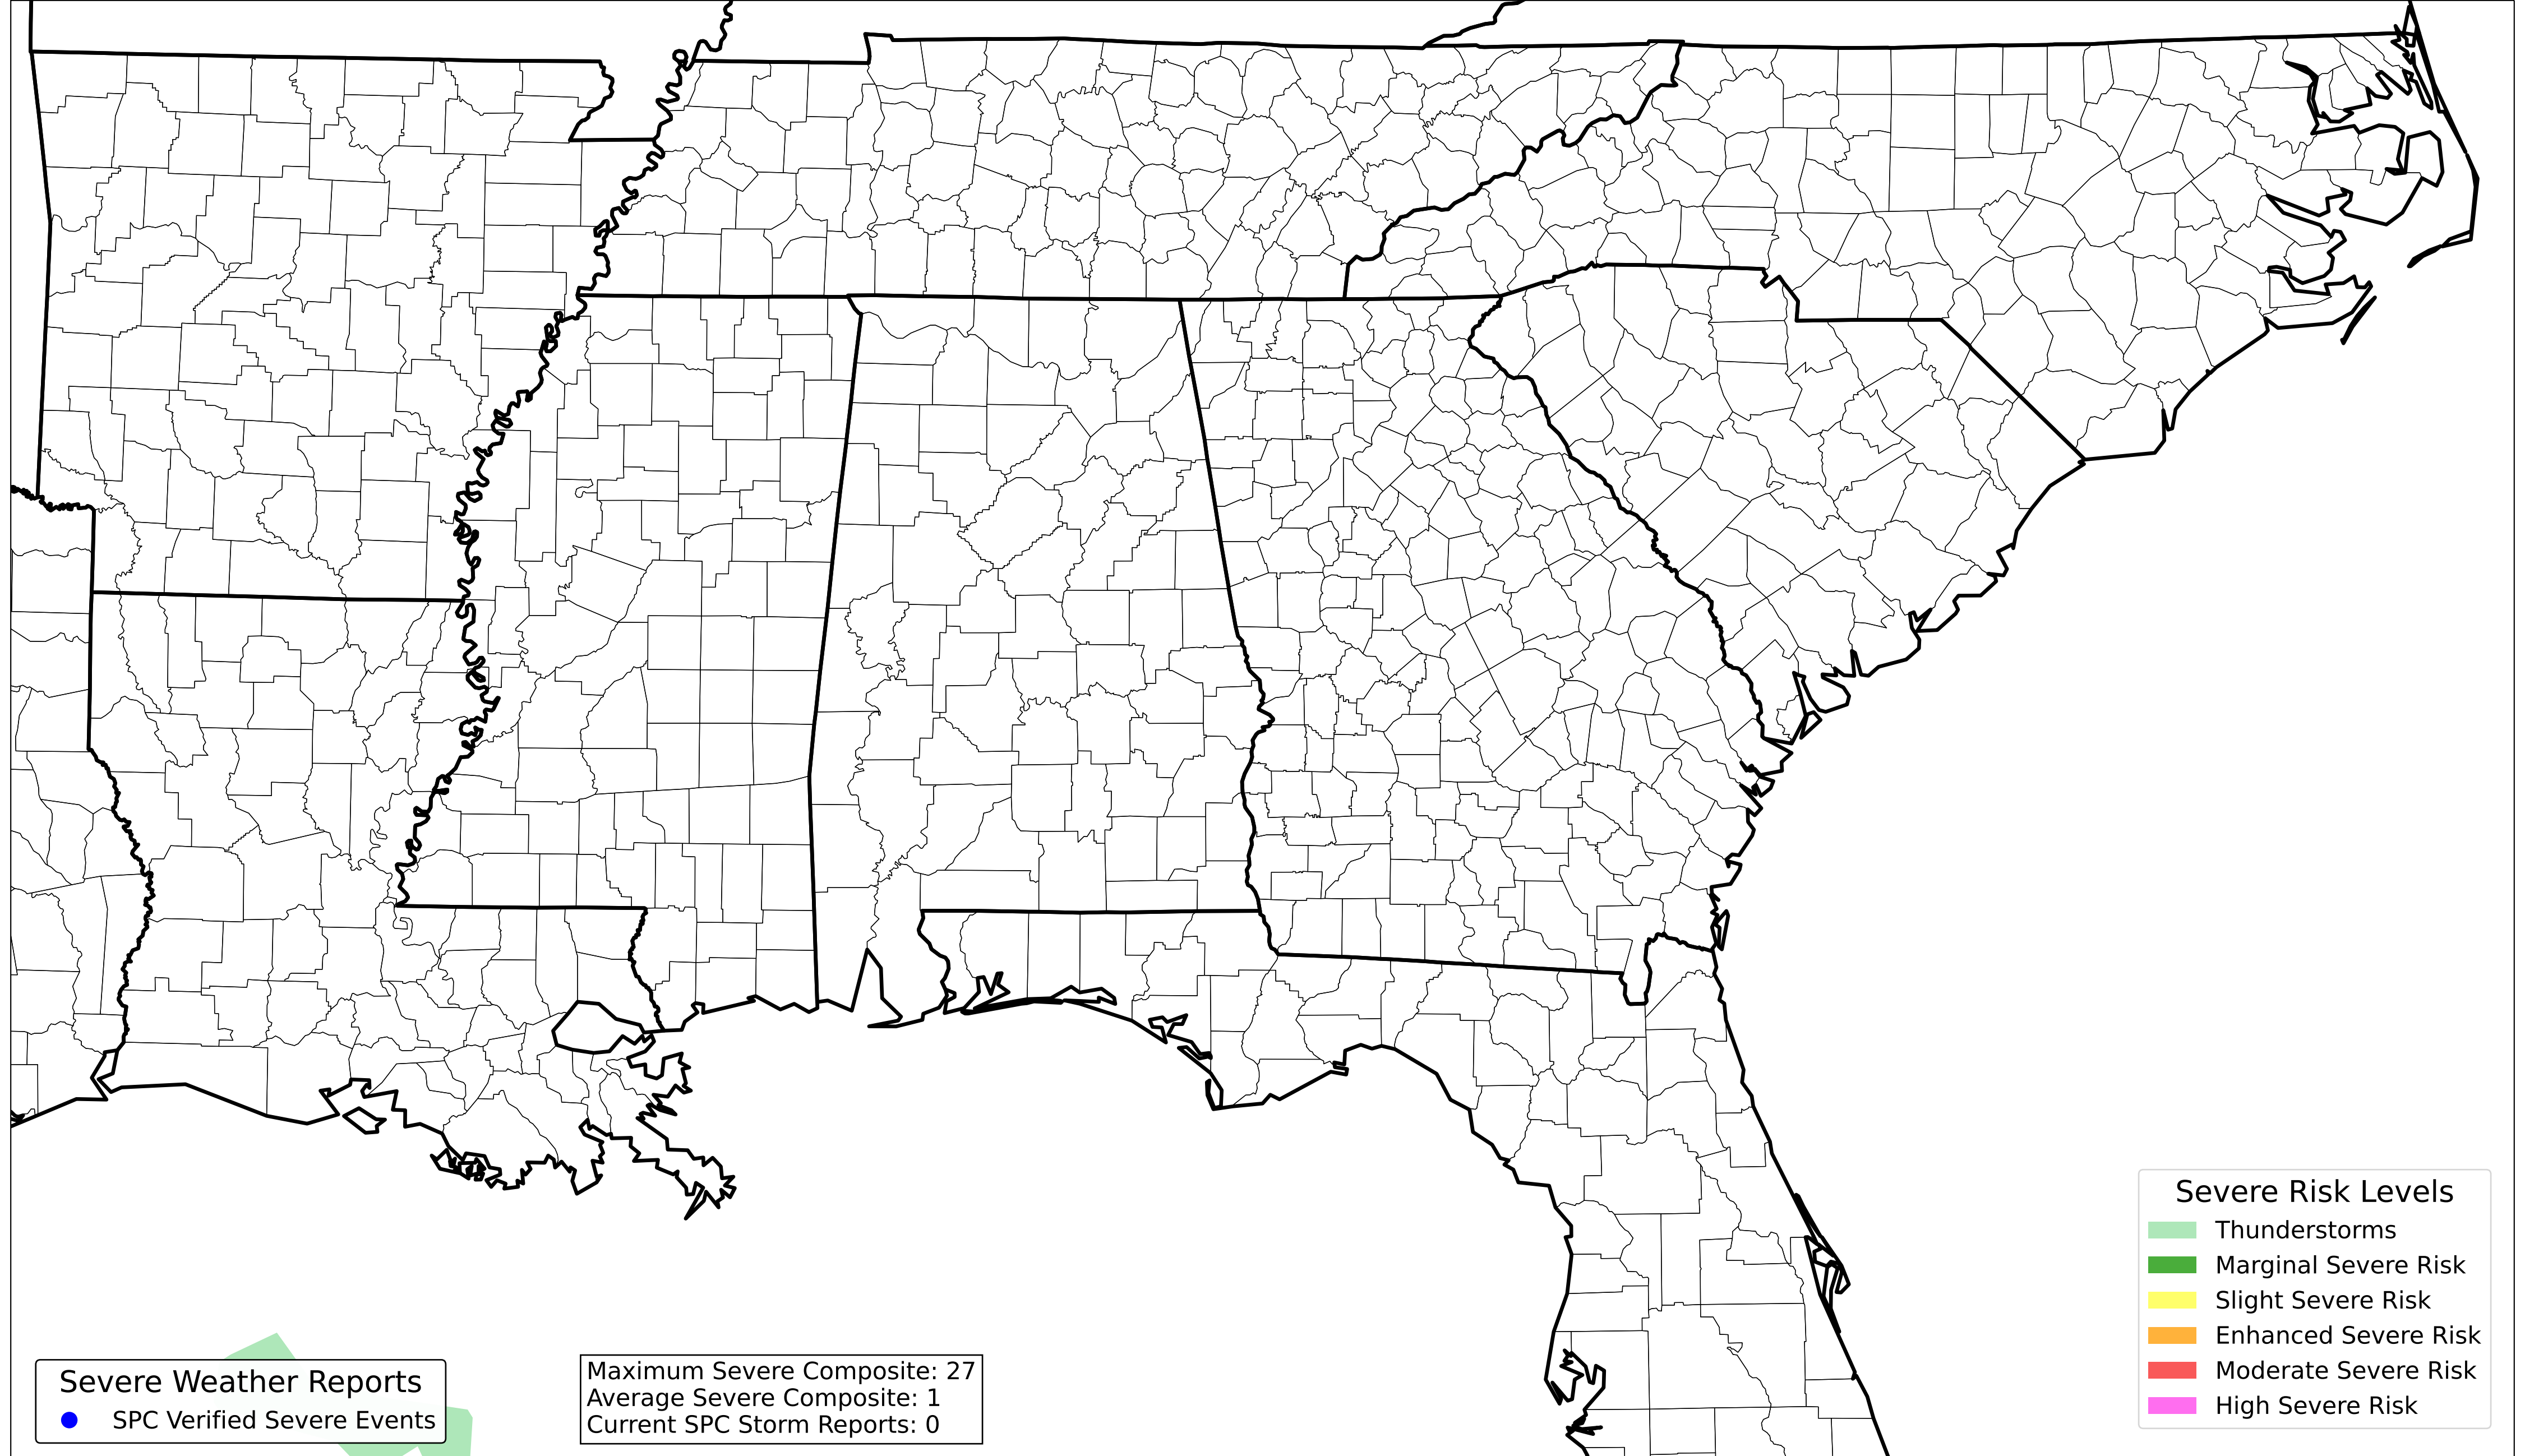 Severe Risk Levels
Thunderstorms
Marginal Severe Risk
Slight Severe Risk
Enhanced Severe Risk
Moderate Severe Risk
High Severe Risk
Severe Weather Reports
SPC Verified Severe Events
Maximum Severe Composite: 27
Average Severe Composite: 1
Current SPC Storm Reports: 0